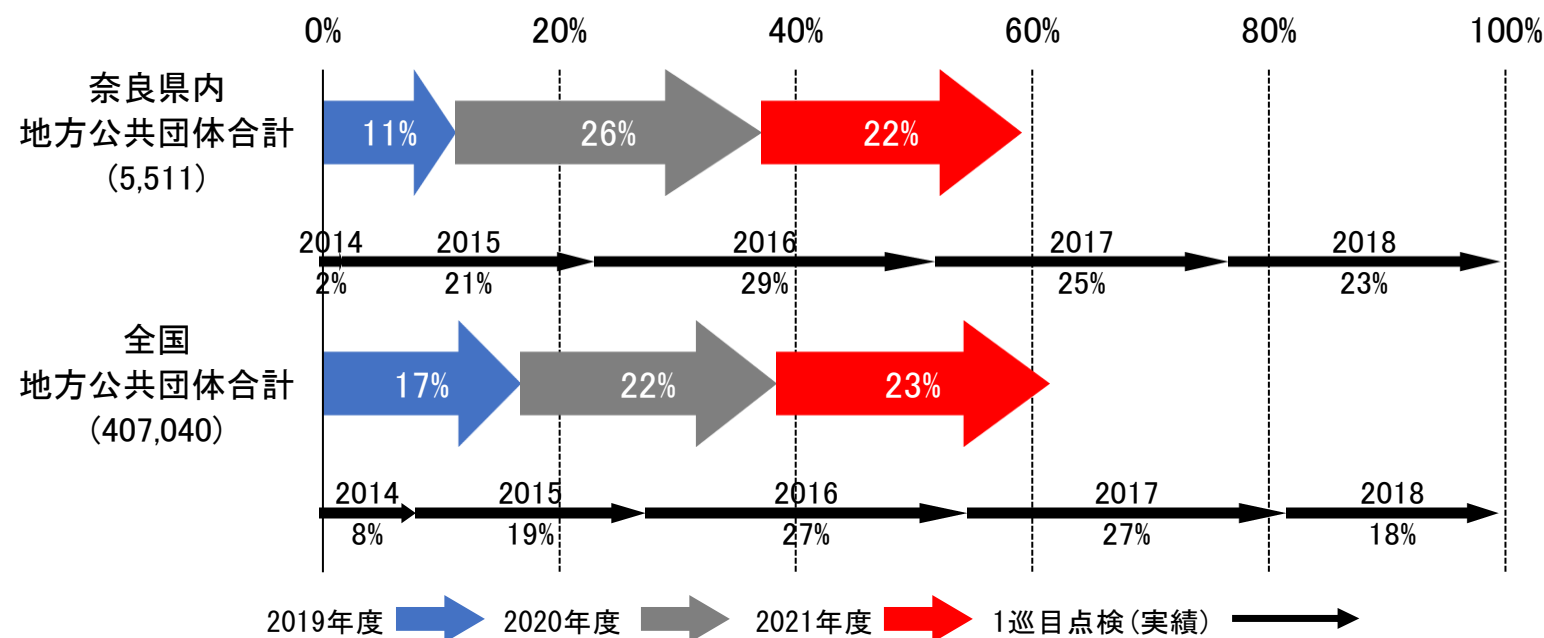 0% 20% 40% 60% 80% 100%
奈良県内
地方公共団体合計
(5,511)
11% 26% 22%
2014 2015 2016 2017 2018
2% 21% 29% 25% 23%
全国
地方公共団体合計
(407,040)
17% 22% 23%
2014 2015 2016 2017 2018
8% 19% 27% 27% 18%
2019年度 2020年度 2021年度 1巡目点検(実績)